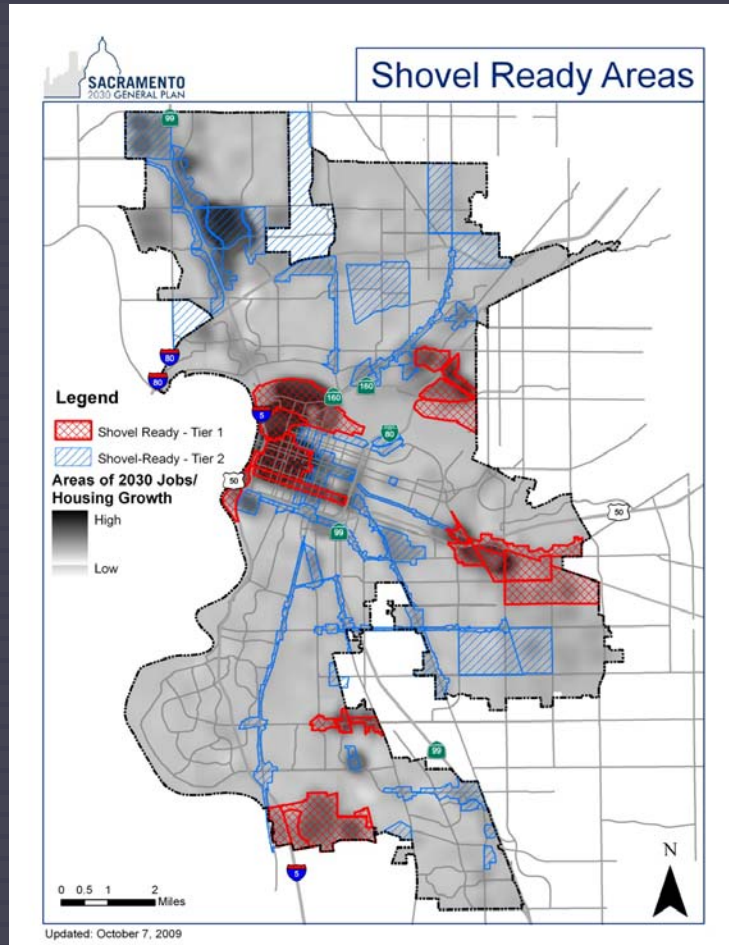 SACRAMENTO
2030 GENERAL PLAN
Shovel Ready Areas
99
80
80
160
160
5
80
Legend
Shovel Ready - Tier 1
Shovel-Ready - Tier 2
Areas of 2030 Jobs/
Housing Growth
High
Low
50
50
99
99
5
N
0 0.5 1 2
Miles
Updated: October 7, 2009